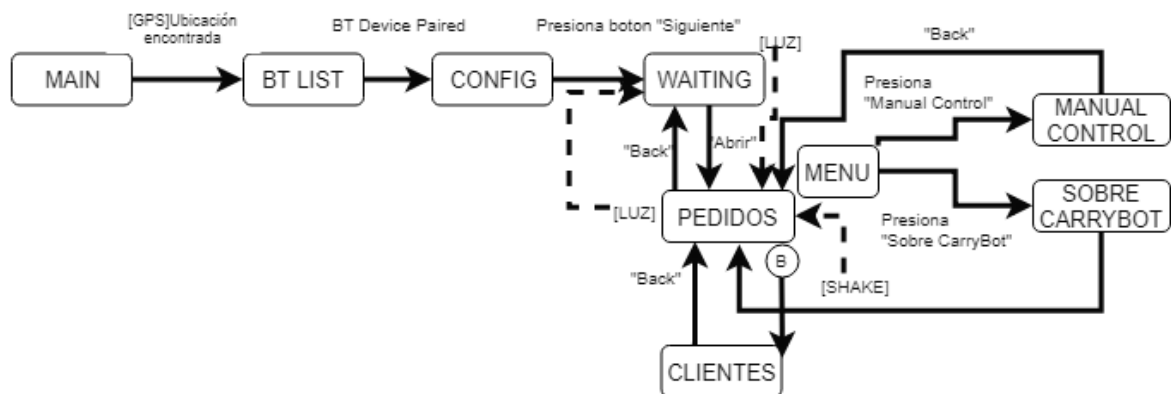 [GPS]Ubicación
encontrada
BT Device Paired
Presiona boton "Siguiente"
[LUZ]
"Back"
MAIN
BT LIST
CONFIG
WAITING
Presiona
"Manual Control"
MANUAL
CONTROL
"Back"
"Abrir"
MENU
[LUZ]
PEDIDOS
SOBRE
CARRYBOT
Presiona
"Sobre CarryBot"
B
"Back"
[SHAKE]
CLIENTES